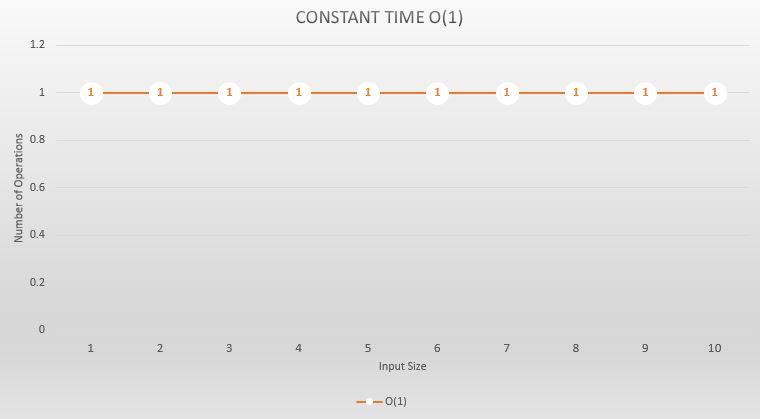 CONSTANT TIME O(1)
1.2
1
0.8
0.6
0.4
0.2
0
Number of Operations
1 1 1 1 1 1 1 1 1 1
1 2 3 4 5 6 7 8 9 10
Input Size
O(1)